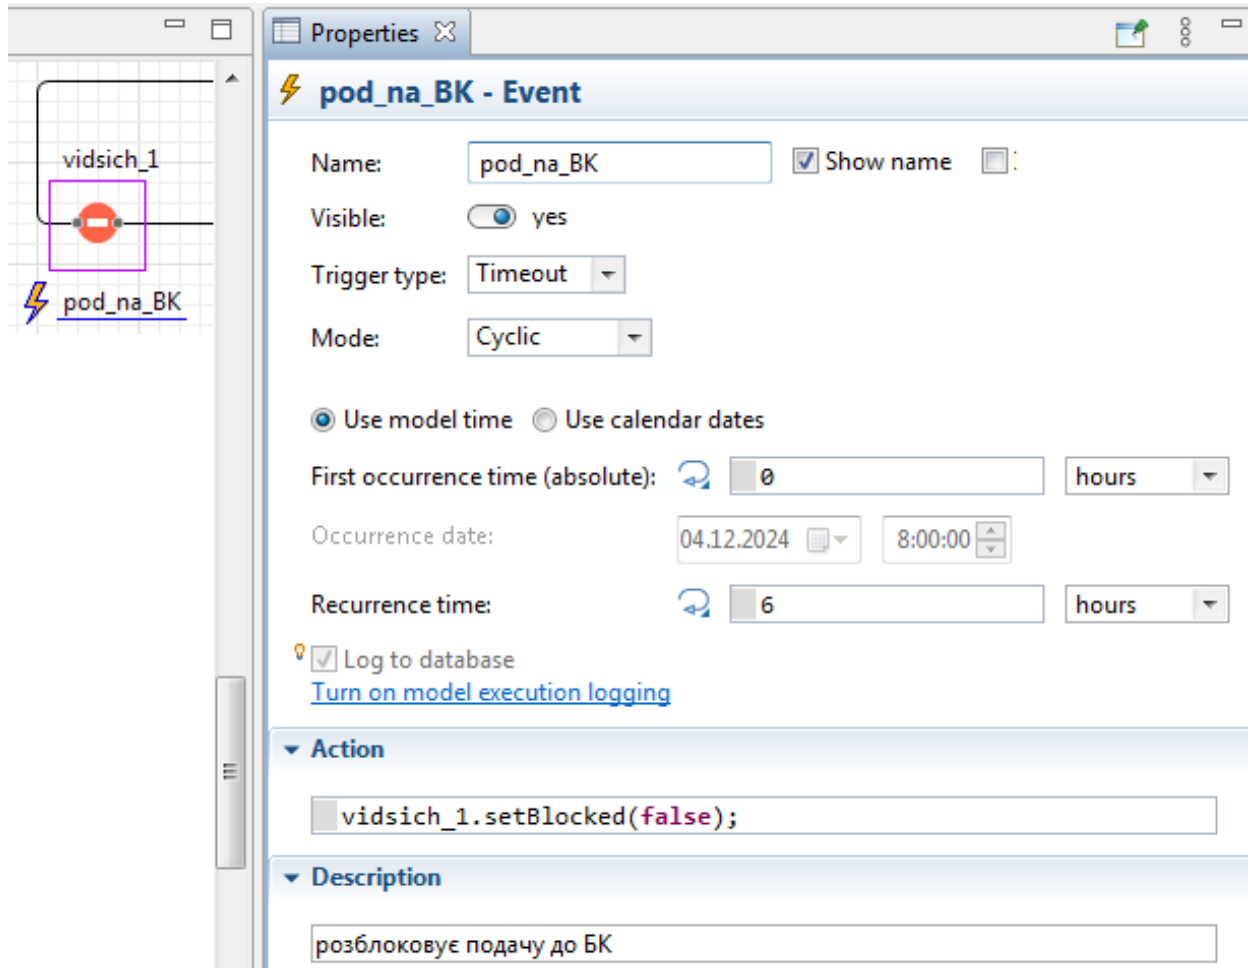 Properties
pod_na_BK - Event
vidsich_1
pod_na_BK
Name: pod_na_BK Show name
Visible: yes
Trigger type: Timeout
Mode: Cyclic
Use model time Use calendar dates
First occurrence time (absolute): 0 hours
Occurrence date: 04.12.2024 8:00:00
Recurrence time: 6 hours
Log to database
Turn on model execution logging
Action
vidsich_1.setBlocked(false);
Description
розблоковує подачу до БК